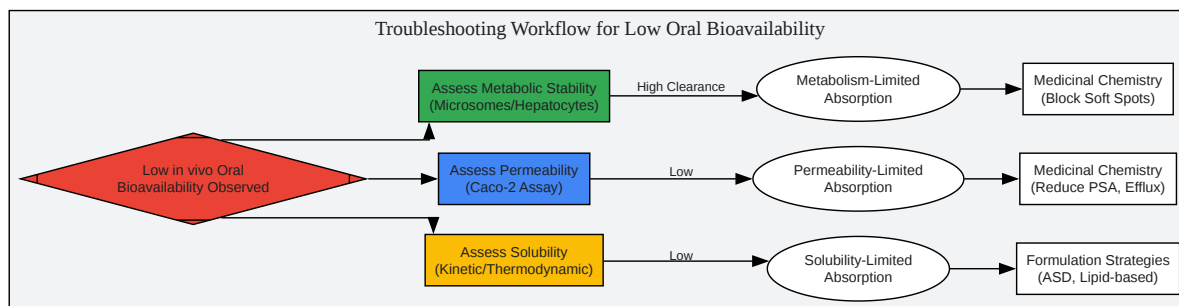 Troubleshooting Workflow for Low Oral Bioavailability
Low in vivo Oral
Bioavailability Observed
Assess Metabolic Stability
(Microsomes/Hepatocytes)
High Clearance
Metabolism-Limited
Absorption
Medicinal Chemistry
(Block Soft Spots)
Assess Permeability
(Caco-2 Assay)
Low
Permeability-Limited
Absorption
Medicinal Chemistry
(Reduce PSA, Efflux)
Assess Solubility
(Kinetic/Thermodynamic)
Low
Solubility-Limited
Absorption
Formulation Strategies
(ASD, Lipid-based)